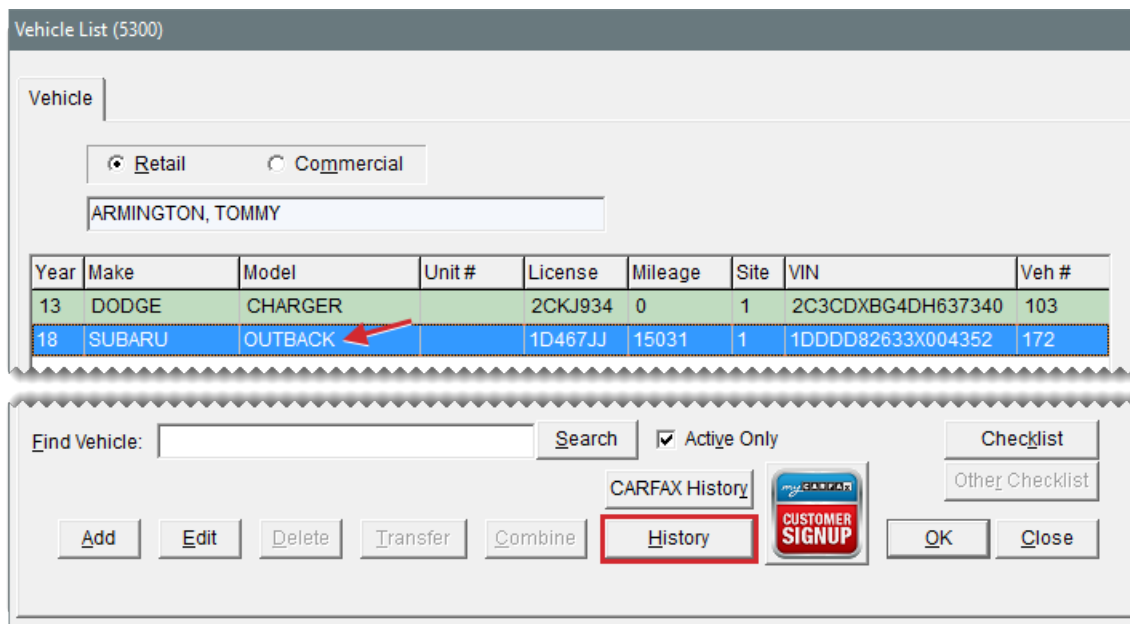 Vehicle List (5300)
Vehicle
Retail Commercial
ARMINGTON, TOMMY
Year Make Model Unit # License Mileage Site VIN Veh #
13 DODGE CHARGER 2CKJ934 0 1 2C3CDXBG4DH637340 103
18 SUBARU OUTBACK 1D467JJ 15031 1 1DDDD82633X004352 172
Find Vehicle: Search Active Only Checklist
CARFAX History myCARFAX Other Checklist
Add Edit Delete Transfer Combine History CUSTOMER SIGNUP OK Close